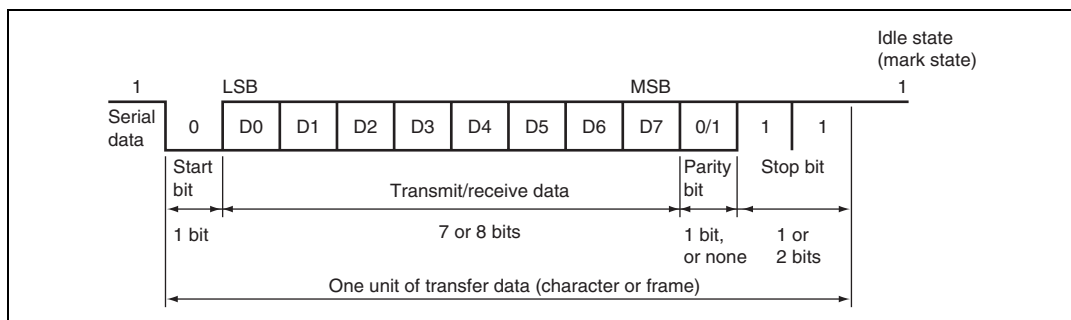 Idle state
(mark state)
1
LSB
MSB
1
Serial
data
0
D0
D1
D2
D3
D4
D5
D6
D7
0/1
1
1
Start
bit
Transmit/receive data
Parity
bit
Stop bit
1 bit
7 or 8 bits
1 bit,
or none
1 or
2 bits
One unit of transfer data (character or frame)